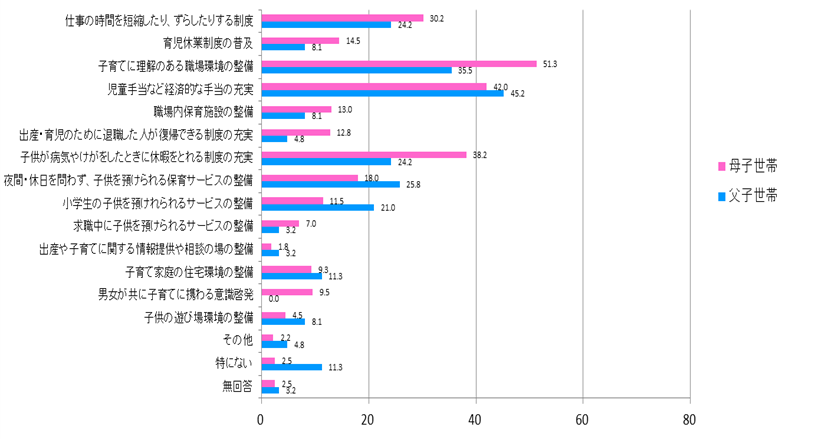 仕事の時間を短縮したり、ずらしたりする制度
30.2
24.2
育児休業制度の普及
14.5
8.1
子育てに理解のある職場環境の整備
51.3
35.5
児童手当など経済的な手当の充実
42.0
45.2
職場内保育施設の整備
13.0
8.1
出産・育児のために退職した人が復帰できる制度の充実
12.8
4.8
子供が病気やけがをしたときに休暇をとれる制度の充実
38.2
24.2
夜間・休日を問わず、子供を預けられる保育サービスの整備
18.0
25.8
小学生の子供を預けれられるサービスの整備
11.5
21.0
求職中に子供を預けられるサービスの整備
7.0
3.2
出産や子育てに関する情報提供や相談の場の整備
1.8
3.2
子育て家庭の住宅環境の整備
9.3
11.3
男女が共に子育てに携わる意識啓発
9.5
0.0
子供の遊び場環境の整備
4.5
8.1
その他
2.2
4.8
特にない
2.5
11.3
無回答
2.5
3.2
0 20 40 60 80
母子世帯
父子世帯